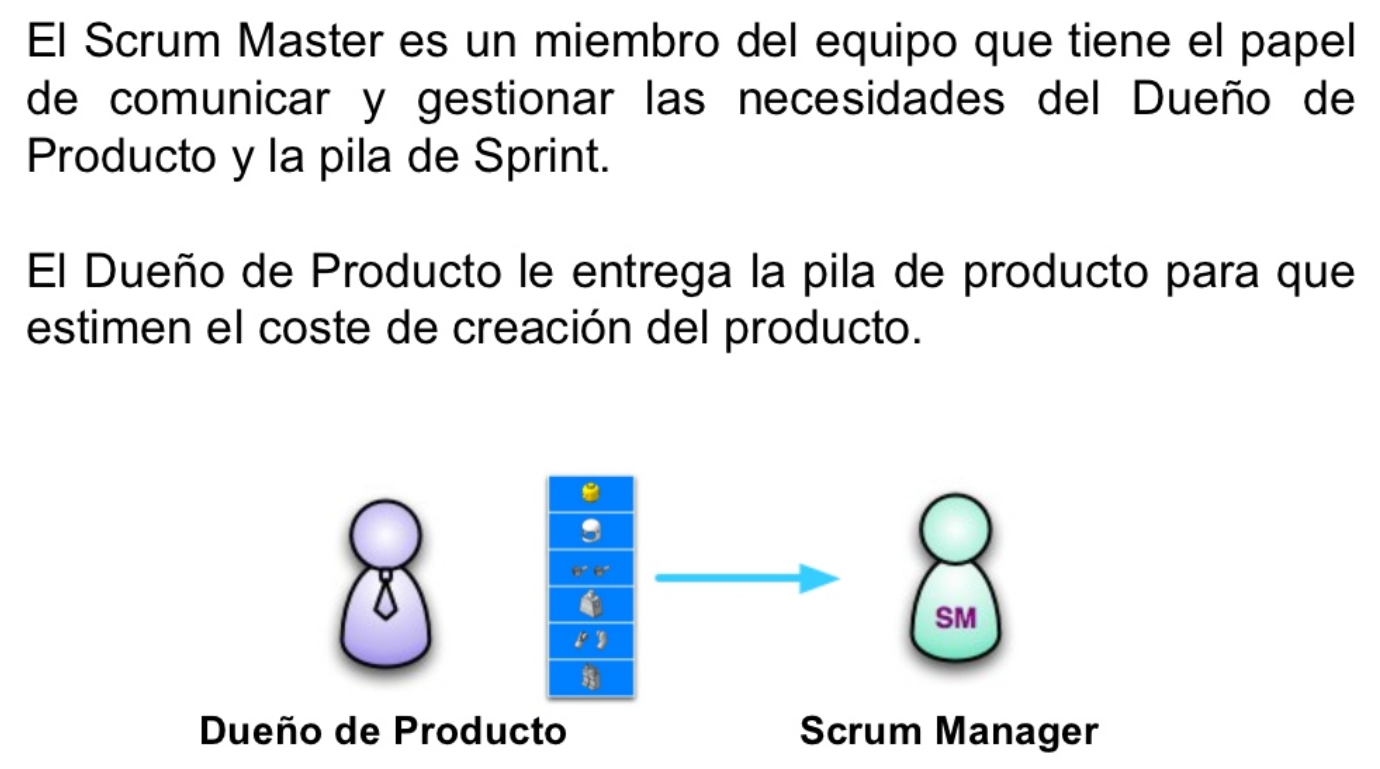 El Scrum Master es un miembro del equipo que tiene el papel
de comunicar y gestionar las necesidades del Dueño de
Producto y la pila de Sprint.
El Dueño de Producto le entrega la pila de producto para que
estimen el coste de creación del producto.
SM
Dueño de Producto
Scrum Manager